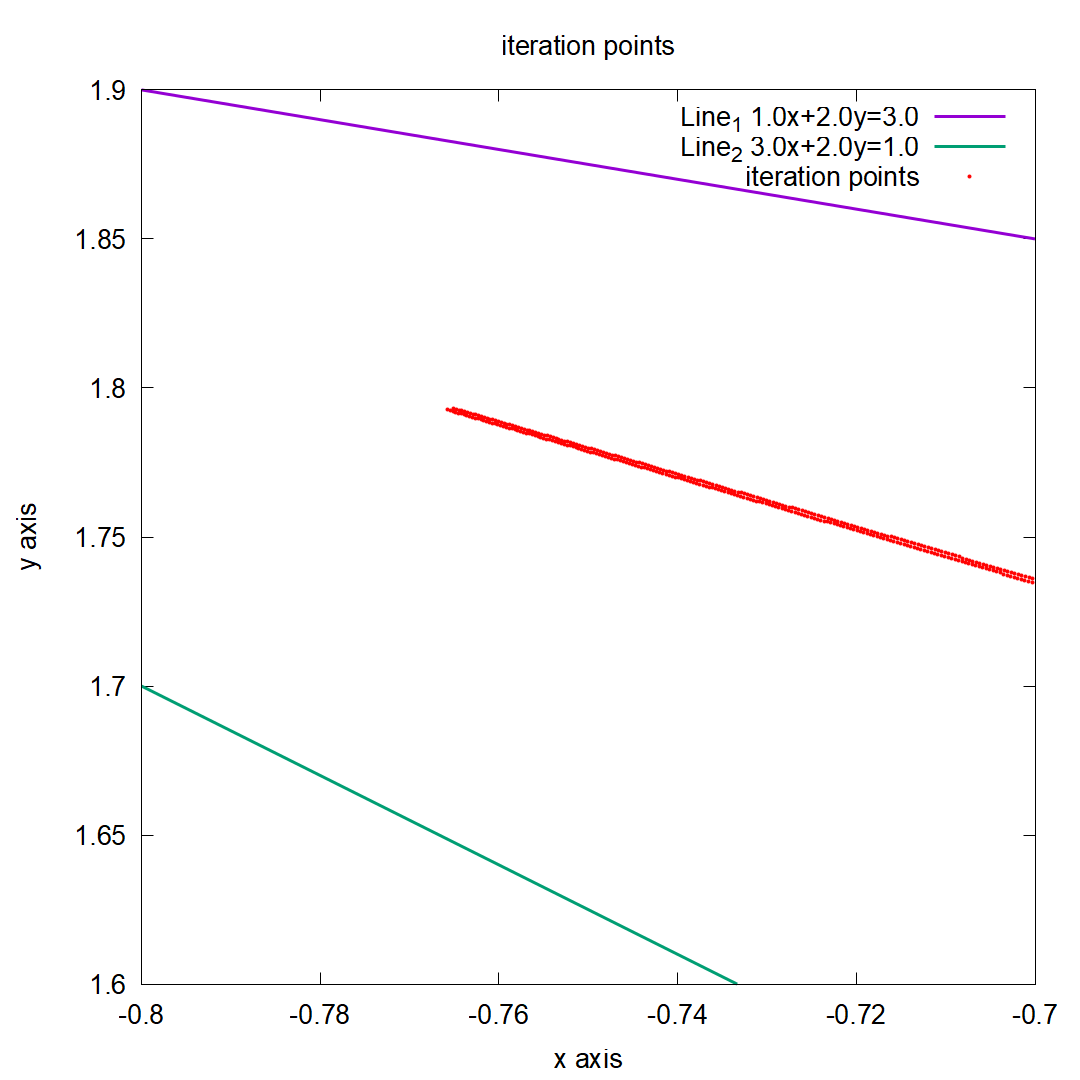 iteration points
Line1 1.0x+2.0y=3.0
Line2 3.0x+2.0y=1.0
iteration points
1.9
1.85
1.8
1.75
1.7
1.65
1.6
y axis
-0.8 -0.78 -0.76 -0.74 -0.72 -0.7
x axis